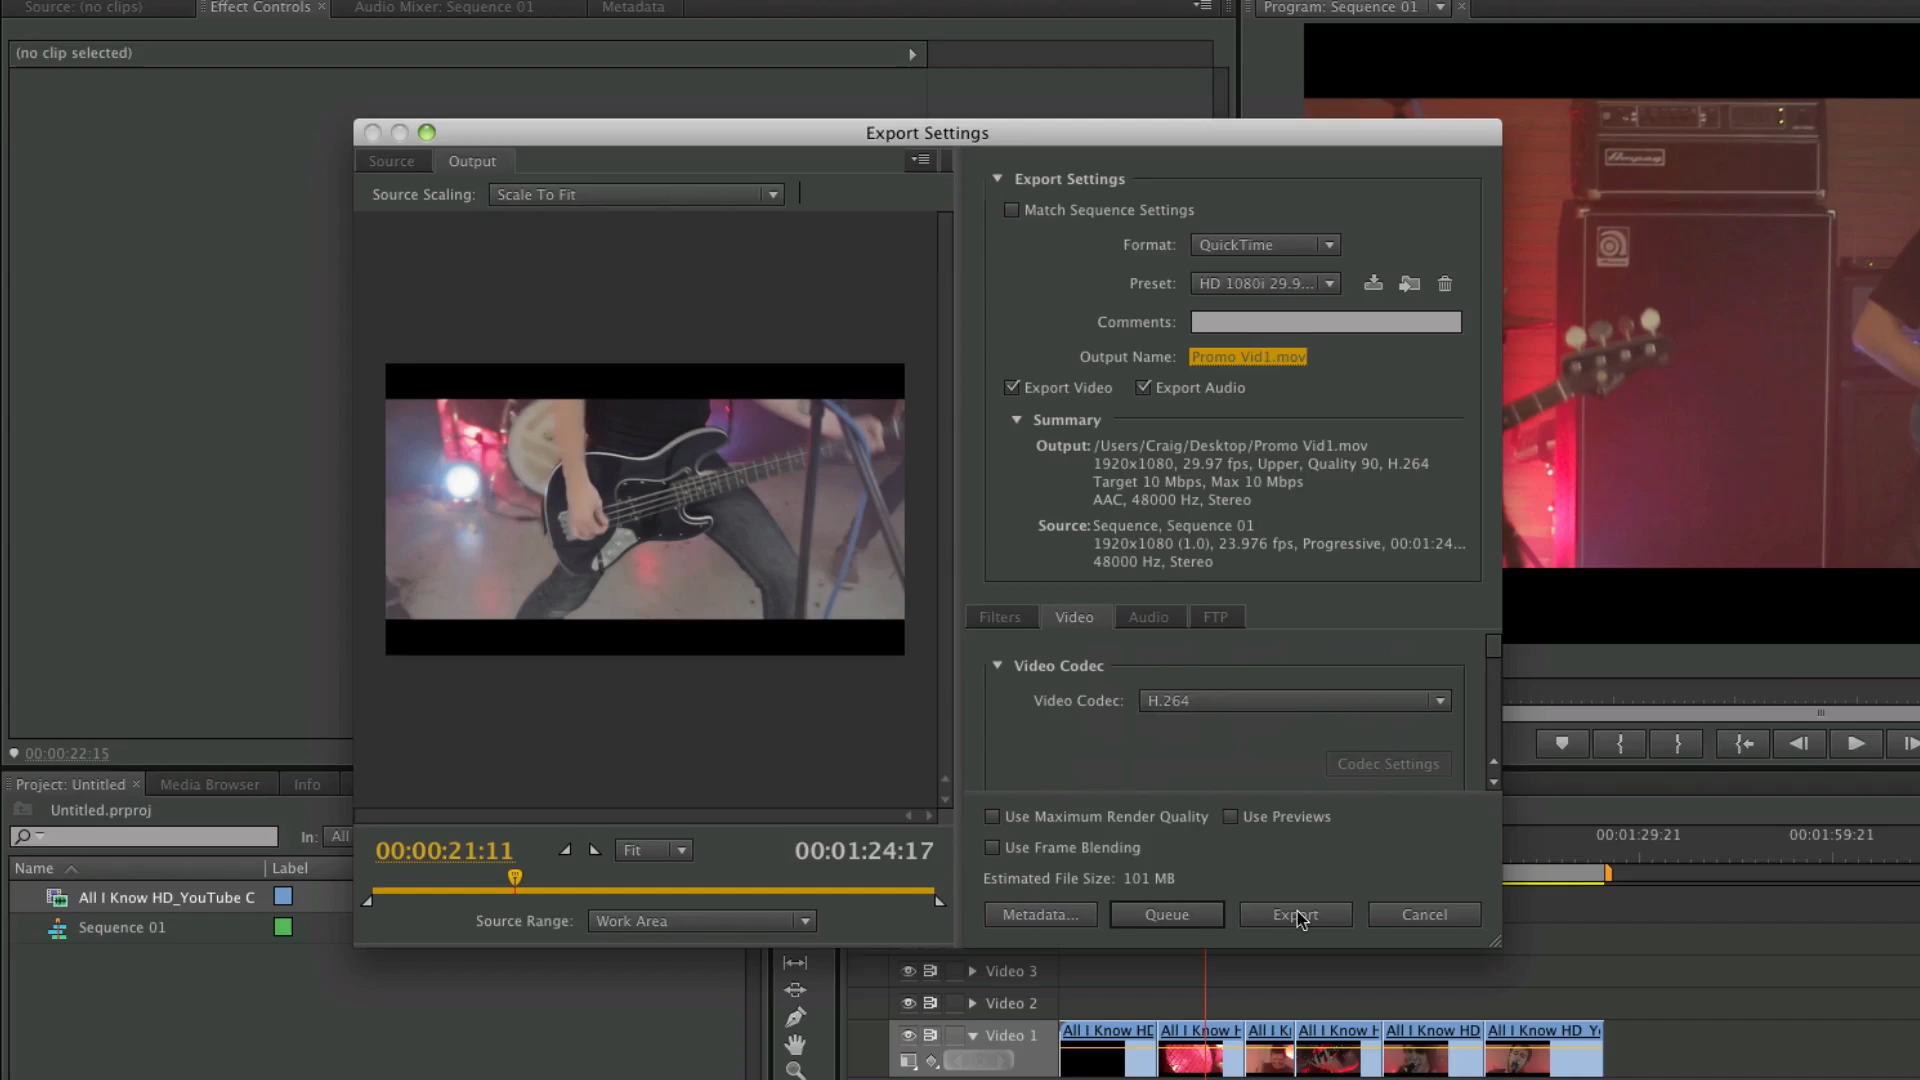 Source: (no clips)
Effect Controls
Audio Mixer: Sequence 01
Metadata
Program: Sequence 01
(no clip selected)
Export Settings
Source
Output
Source Scaling:
Scale To Fit
Export Settings
Match Sequence Settings
Format:
QuickTime
Preset:
HD 1080i 29.9...
Comments:
Output Name:
Promo Vid1.mov
Export Video
Export Audio
Summary
Output: /Users/Craig/Desktop/Promo Vid1.mov
1920x1080, 29.97 fps, Upper, Quality 90, H.264
Target 10 Mbps, Max 10 Mbps
AAC, 48000 Hz, Stereo
Source: Sequence, Sequence 01
1920x1080 (1.0), 23.976 fps, Progressive, 00:01:24...
48000 Hz, Stereo
Filters
Video
Audio
FTP
Video Codec
Video Codec:
H.264
Codec Settings
Use Maximum Render Quality
Use Previews
Use Frame Blending
Estimated File Size: 101 MB
Metadata...
Queue
Export
Cancel
00:00:21:11
Fit
00:01:24:17
Source Range:
Work Area
Ampeg
00:00:22:15
Project: Untitled
Media Browser
Info
Untitled.prproj
In: All
Name
Label
All I Know HD_YouTube C
Sequence 01
00:01:29:21
00:01:59:21
Video 3
Video 2
Video 1
All I Know HD
All I Know H
All I K
All I Know H
All I Know HD
All I Know HD_Y